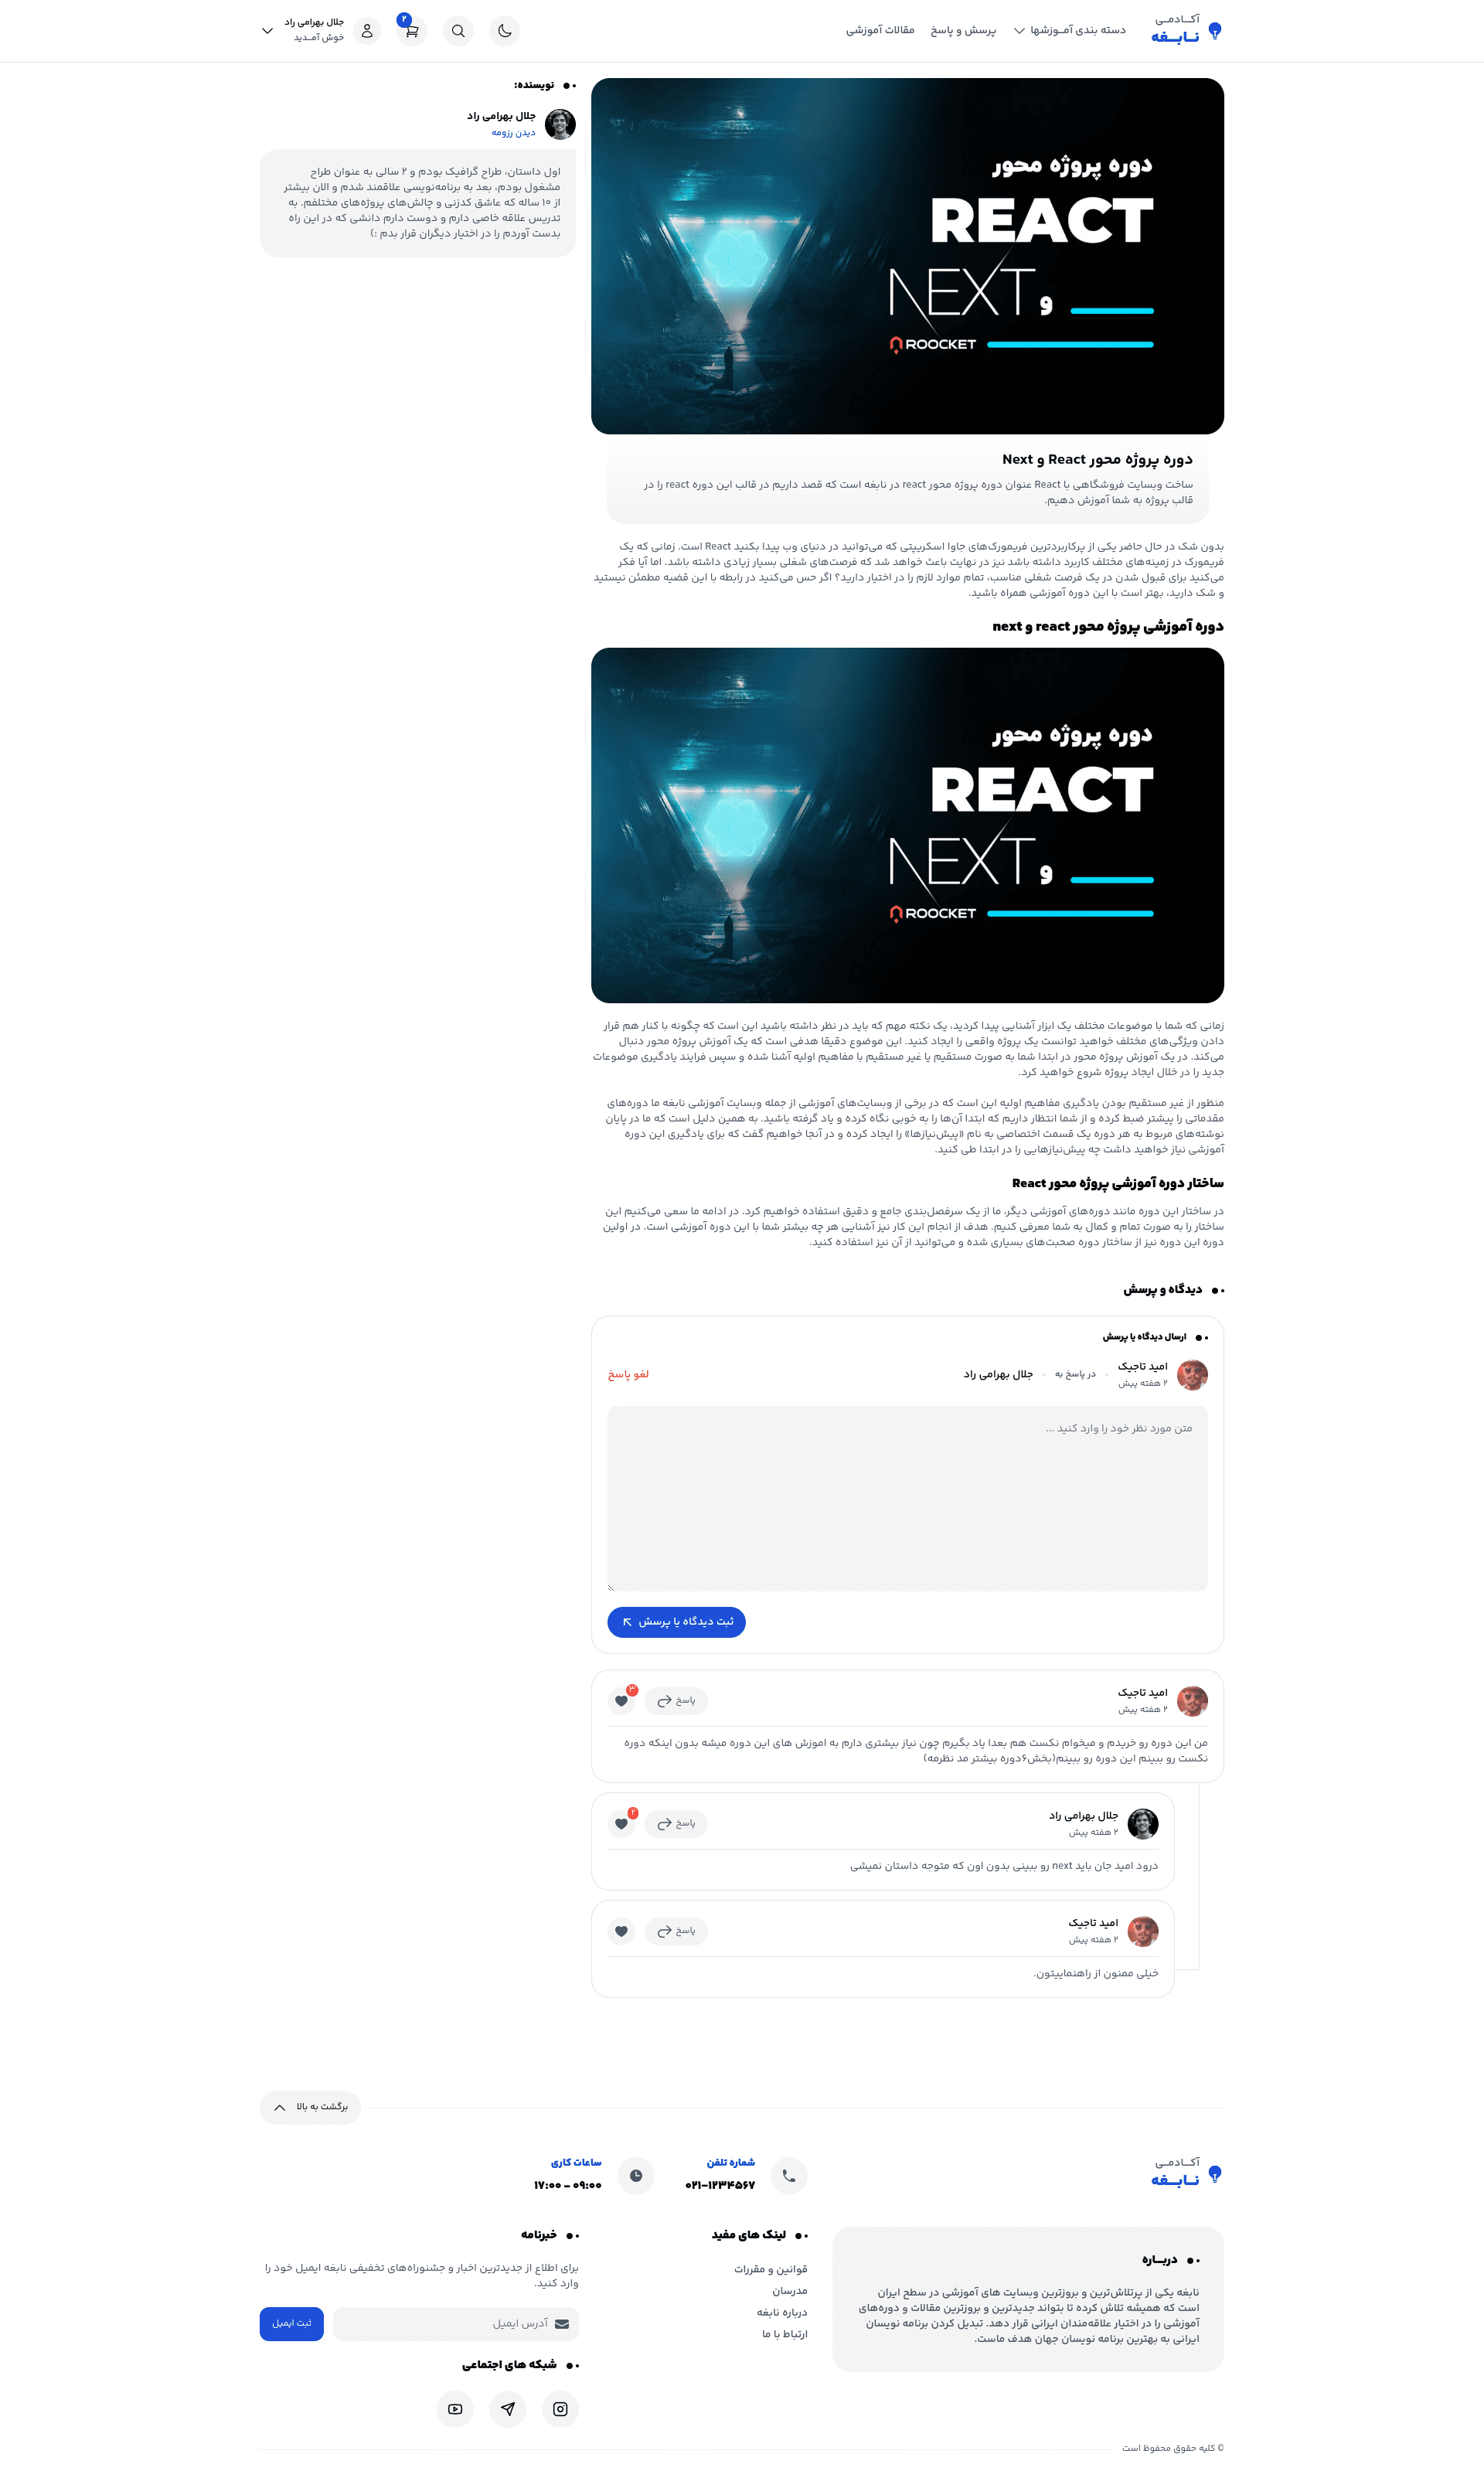 آکـــادمـــی
نـــابـــغه
دسته بندی آمـــوزشها
پرسش و پاسخ
مقالات آموزشی
۲
جلال بهرامی راد
خوش آمـــدید
دوره پروژه محور
REACT
و NEXT
ROOCKET
دوره پروژه محور React و Next
ساخت وبسایت فروشگاهی با React عنوان دوره پروژه محور react در نابغه است که قصد داریم در قالب این دوره react را در
قالب پروژه به شما آموزش دهیم.
بدون شک در حال حاضر یکی از پرکاربردترین فریمورک‌های جاوا اسکریپتی که می‌توانید در دنیای وب پیدا بکنید React است. زمانی که یک
فریمورک در زمینه‌های مختلف کاربرد داشته باشد نیز در نهایت باعث خواهد شد که فرصت‌های شغلی بسیار زیادی داشته باشد. اما آیا فکر
می‌کنید برای قبول شدن در یک فرصت شغلی مناسب، تمام موارد لازم را در اختیار دارید؟ اگر حس می‌کنید در رابطه با این قضیه مطمئن نیستید
و شک دارید، بهتر است با این دوره آموزشی همراه باشید.
دوره آموزشی پروژه محور react و next
دوره پروژه محور
REACT
و NEXT
ROOCKET
زمانی که شما با موضوعات مختلف یک ابزار آشنایی پیدا کردید، یک نکته مهم که باید در نظر داشته باشید این است که چگونه با کنار هم قرار
دادن ویژگی‌های مختلف خواهید توانست یک پروژه واقعی را ایجاد کنید. این موضوع دقیقا هدفی است که یک آموزش پروژه محور دنبال
می‌کند. در یک آموزش پروژه محور در ابتدا شما به صورت مستقیم یا غیر مستقیم با مفاهیم اولیه آشنا شده و سپس فرایند یادگیری موضوعات
جدید را در خلال ایجاد پروژه شروع خواهید کرد.
منظور از غیر مستقیم بودن یادگیری مفاهیم اولیه این است که در برخی از وبسایت‌های آموزشی از جمله وبسایت آموزشی نابغه ما دوره‌های
مقدماتی را پیشتر ضبط کرده و از شما انتظار داریم که ابتدا آن‌ها را به خوبی نگاه کرده و یاد گرفته باشید. به همین دلیل است که ما در پایان
نوشته‌های مربوط به هر دوره یک قسمت اختصاصی به نام «پیش‌نیازها» را ایجاد کرده و در آنجا خواهیم گفت که برای یادگیری این دوره
آموزشی نیاز خواهید داشت چه پیش‌نیازهایی را در ابتدا طی کنید.
ساختار دوره آموزشی پروژه محور React
در ساختار این دوره مانند دوره‌های آموزشی دیگر، ما از یک سرفصل‌بندی جامع و دقیق استفاده خواهیم کرد. در ادامه ما سعی می‌کنیم این
ساختار را به صورت تمام و کمال به شما معرفی کنیم. هدف از انجام این کار نیز آشنایی هر چه بیشتر شما با این دوره آموزشی است. در اولین
دوره این دوره نیز از ساختار دوره صحبت‌های بسیاری شده و می‌توانید از آن نیز استفاده کنید.
نویسنده:
جلال بهرامی راد
دیدن رزومه
اول داستان، طراح گرافیک بودم و ۲ سالی به عنوان طراح
مشغول بودم، بعد به برنامه‌نویسی علاقمند شدم و الان بیشتر
از ۱۰ ساله که عاشق کدزنی و چالش‌های پروژه‌های مختلفم. به
تدریس علاقه خاصی دارم و دوست دارم دانشی که در این راه
بدست آوردم را در اختیار دیگران قرار بدم :)
دیدگاه و پرسش
ارسال دیدگاه یا پرسش
امید تاجیک
۲ هفته پیش
در پاسخ به
جلال بهرامی راد
لغو پاسخ
متن مورد نظر خود را وارد کنید ...
ثبت دیدگاه یا پرسش
امید تاجیک
۲ هفته پیش
پاسخ
۳
من این دوره رو خریدم و میخوام نکست هم بعدا یاد بگیرم چون نیاز بیشتری دارم به اموزش های این دوره میشه بدون اینکه دوره
نکست رو ببینم این دوره رو ببینم(بخش۶دوره بیشتر مد نظرمه)
جلال بهرامی راد
۲ هفته پیش
پاسخ
۲
درود امید جان باید next رو ببینی بدون اون که متوجه داستان نمیشی
امید تاجیک
۲ هفته پیش
پاسخ
خیلی ممنون از راهنماییتون.
برگشت به بالا
آکـــادمـــی
نـــابـــغه
شماره تلفن
۰۲۱-۱۲۳۴۵۶۷
ساعات کاری
۰۹:۰۰ - ۱۷:۰۰
دربـــاره
نابغه یکی از پرتلاش‌ترین و بروزترین وبسایت های آموزشی در سطح ایران
است که همیشه تلاش کرده تا بتواند جدیدترین و بروزترین مقالات و دوره‌های
آموزشی را در اختیار علاقه‌مندان ایرانی قرار دهد. تبدیل کردن برنامه نویسان
ایرانی به بهترین برنامه نویسان جهان هدف ماست.
لینک های مفید
قوانین و مقررات
مدرسان
درباره نابغه
ارتباط با ما
خبرنامه
برای اطلاع از جدیدترین اخبار و جشنوراه‌های تخفیفی نابغه ایمیل خود را
وارد کنید.
آدرس ایمیل
ثبت ایمیل
شبکه های اجتماعی
© کلیه حقوق محفوظ است